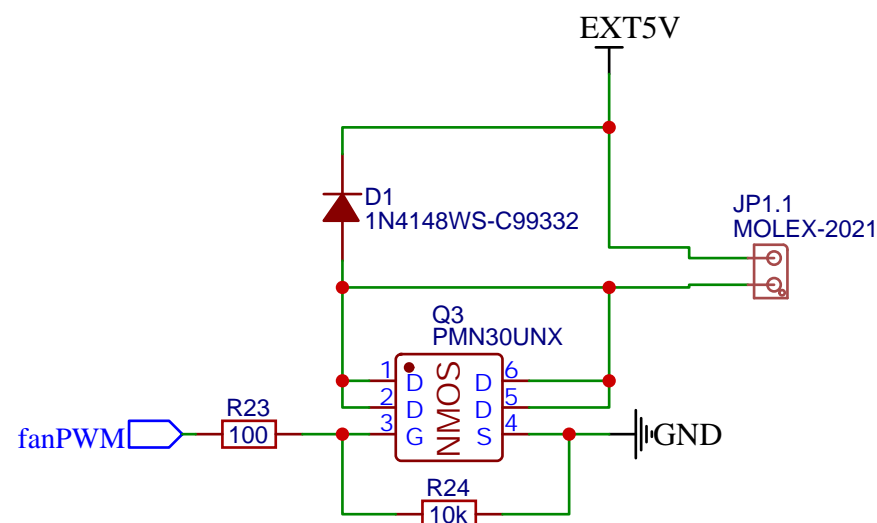 EXT5V
D1
1N4148WS-C99332
JP1.1
MOLEX-2021
Q3
PMN30UNX
NMOS
1 D D 6
2 D D 5
3 G S 4
R23
100
fanPWM
GND
R24
10k